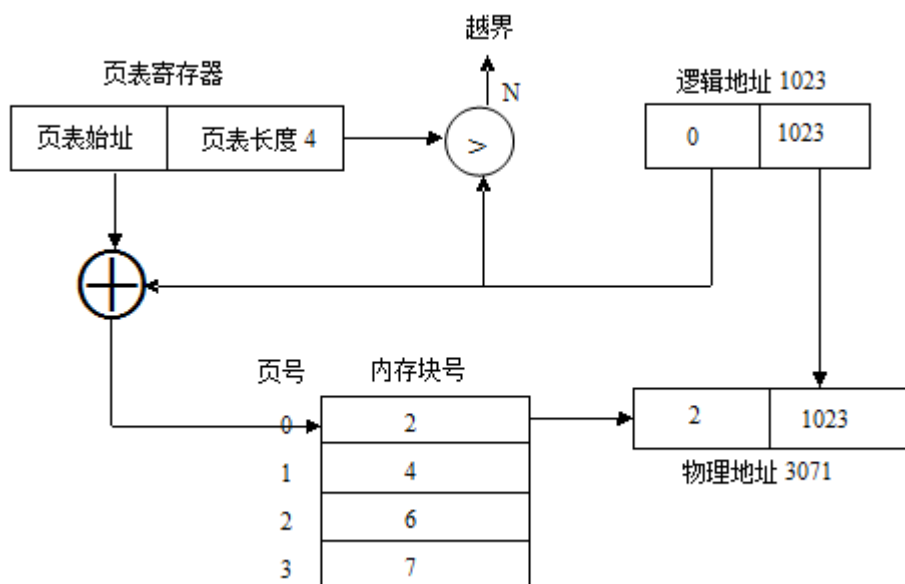 越界
页表寄存器
N
逻辑地址 1023
页表始址 页表长度 4
>
0 1023
页号 内存块号
0 2
2 1023
1 4
物理地址 3071
2 6
3 7